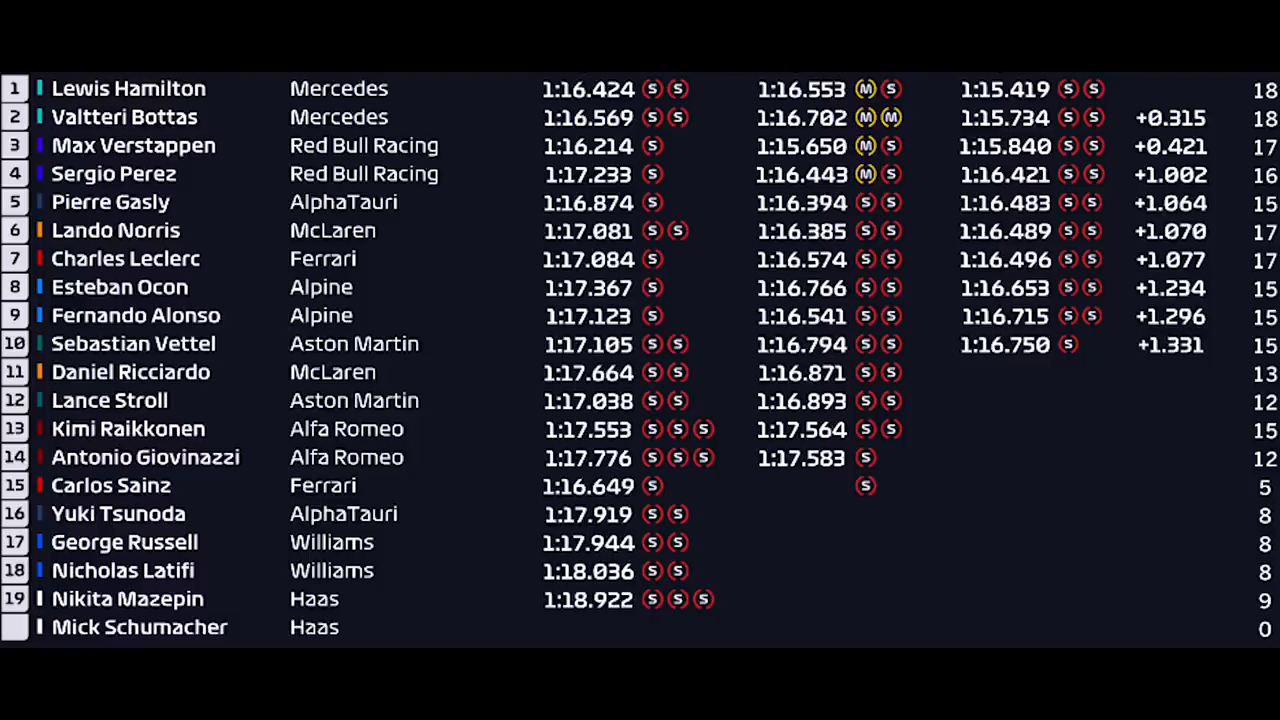 1 Lewis Hamilton Mercedes 1:16.424 S S 1:16.553 M S 1:15.419 S S 18
2 Valtteri Bottas Mercedes 1:16.569 S S 1:16.702 M M 1:15.734 S S +0.315 18
3 Max Verstappen Red Bull Racing 1:16.214 S 1:15.650 M S 1:15.840 S S +0.421 17
4 Sergio Perez Red Bull Racing 1:17.233 S 1:16.443 M S 1:16.421 S S +1.002 16
5 Pierre Gasly AlphaTauri 1:16.874 S 1:16.394 S S 1:16.483 S S +1.064 15
6 Lando Norris McLaren 1:17.081 S S 1:16.385 S S 1:16.489 S S +1.070 17
7 Charles Leclerc Ferrari 1:17.084 S 1:16.574 S S 1:16.496 S S +1.077 17
8 Esteban Ocon Alpine 1:17.367 S 1:16.766 S S 1:16.653 S S +1.234 15
9 Fernando Alonso Alpine 1:17.123 S 1:16.541 S S 1:16.715 S S +1.296 15
10 Sebastian Vettel Aston Martin 1:17.105 S S 1:16.794 S S 1:16.750 S +1.331 15
11 Daniel Ricciardo McLaren 1:17.664 S S 1:16.871 S S 13
12 Lance Stroll Aston Martin 1:17.038 S S 1:16.893 S S 12
13 Kimi Raikkonen Alfa Romeo 1:17.553 S S S 1:17.564 S S 15
14 Antonio Giovinazzi Alfa Romeo 1:17.776 S S S 1:17.583 S 12
15 Carlos Sainz Ferrari 1:16.649 S S 5
16 Yuki Tsunoda AlphaTauri 1:17.919 S S 8
17 George Russell Williams 1:17.944 S S 8
18 Nicholas Latifi Williams 1:18.036 S S 8
19 Nikita Mazepin Haas 1:18.922 S S S 9
Mick Schumacher Haas 0